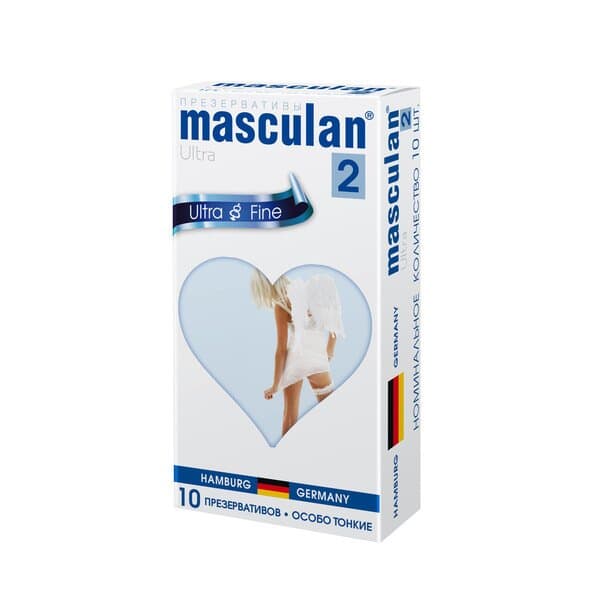 ПРЕЗЕРВАТИВЫ
masculan®
Ultra
2
Ultra & Fine
HAMBURG GERMANY
10 ПРЕЗЕРВАТИВОВ • ОСОБО ТОНКИЕ
masculan 2
Ultra
НОМИНАЛЬНОЕ КОЛИЧЕСТВО 10 ШТ.
HAMBURG GERMANY